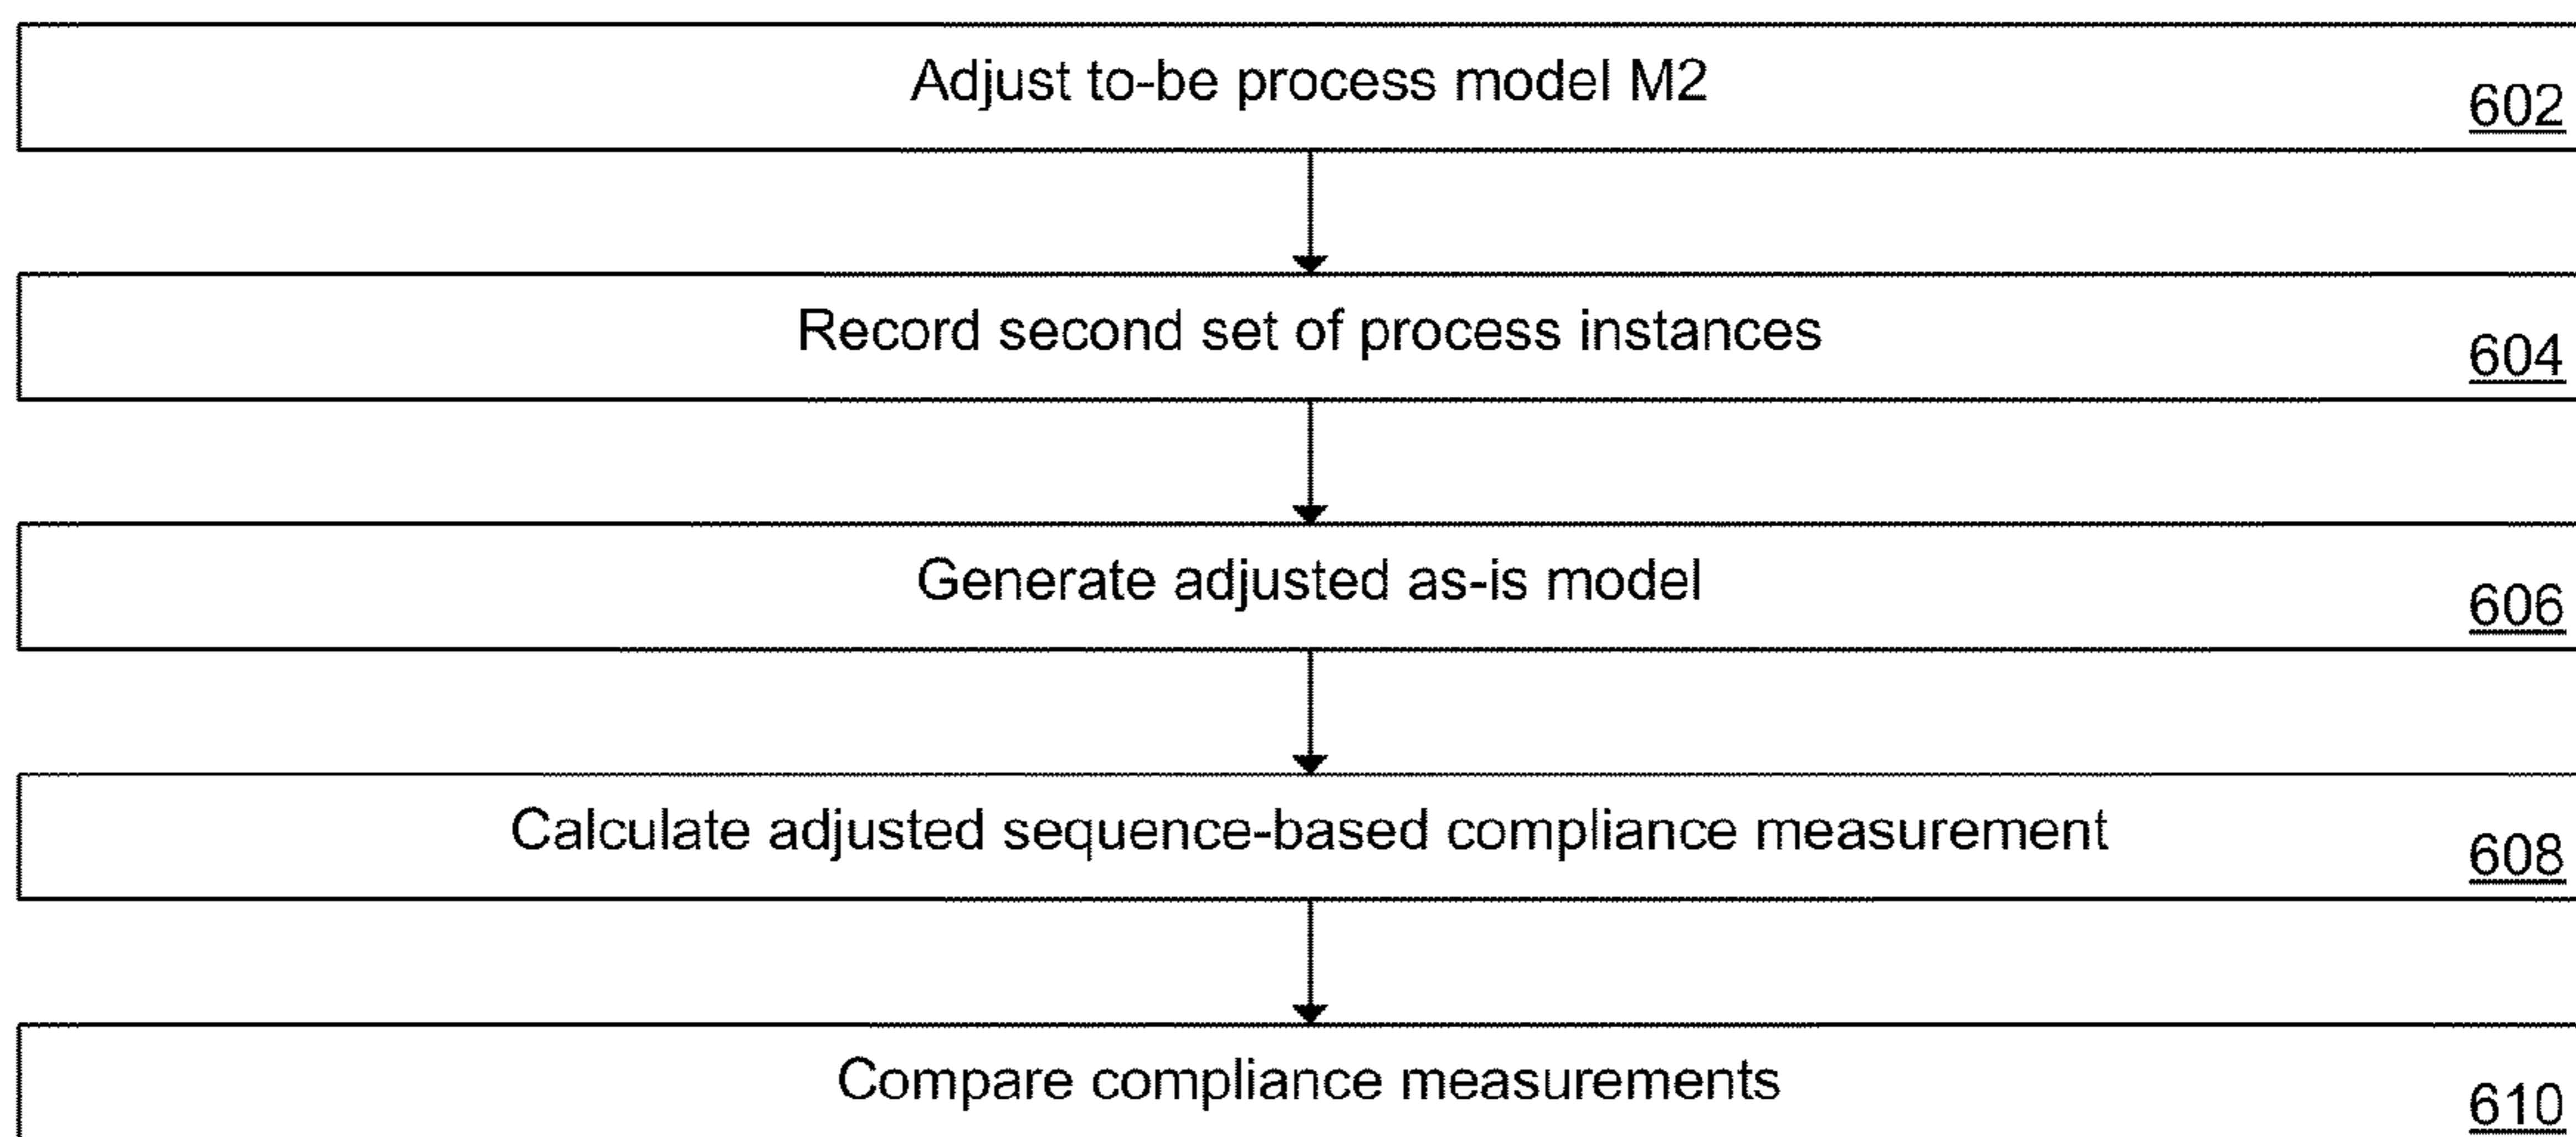 Adjust to-be process model M2
602
Record second set of process instances
604
Generate adjusted as-is model
606
Calculate adjusted sequence-based compliance measurement
608
Compare compliance measurements
610